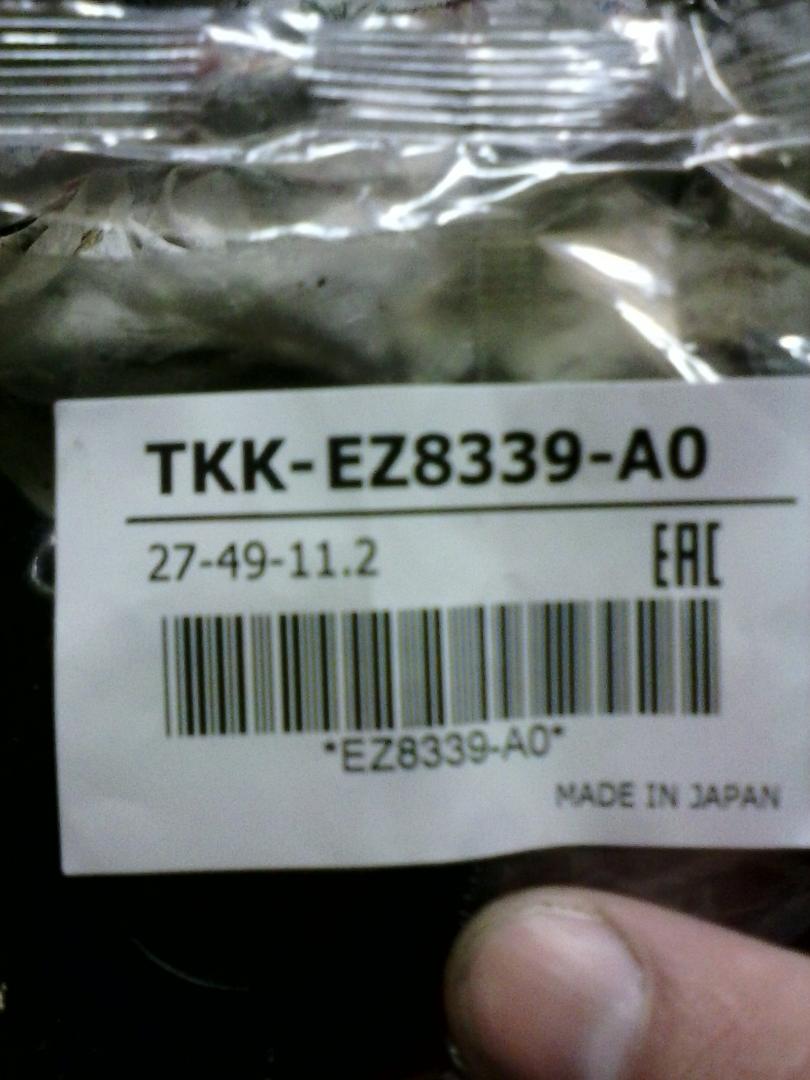 TKK-EZ8339-A0
27-49-11.2
EAC
*EZ8339-A0*
MADE IN JAPAN